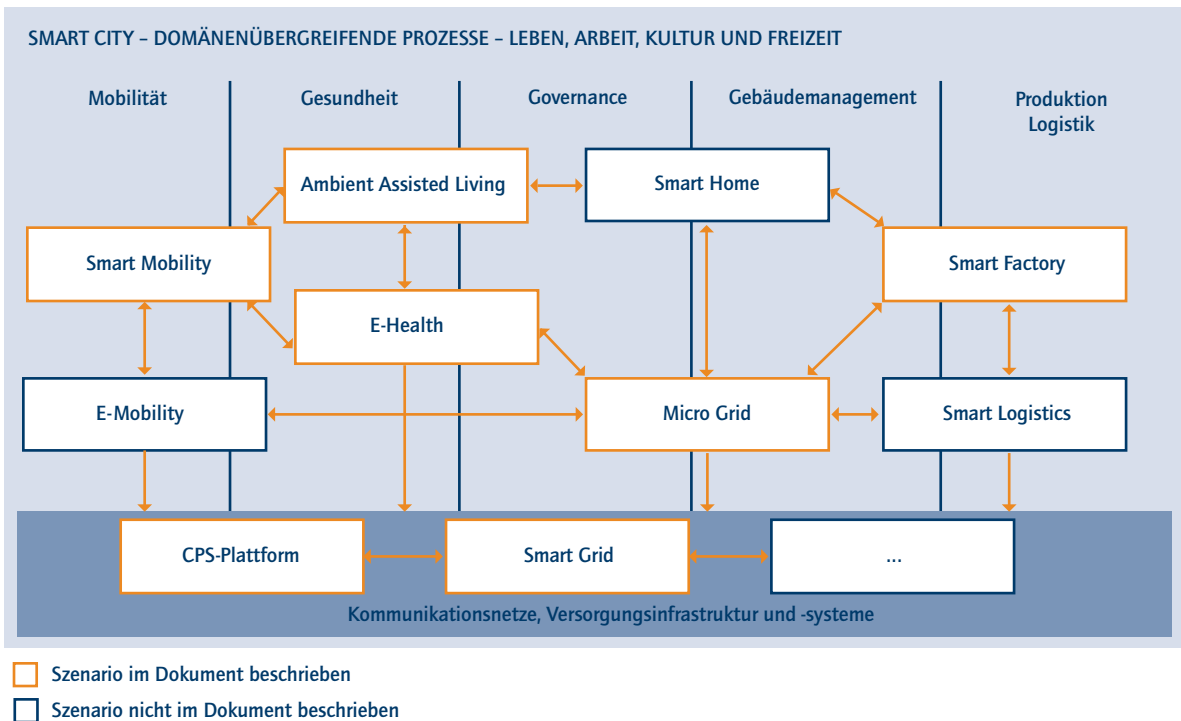 SMART CITY – DOMÄNENÜBERGREIFENDE PROZESSE – LEBEN, ARBEIT, KULTUR UND FREIZEIT
Mobilität
Gesundheit
Governance
Gebäudemanagement
Produktion
Logistik
Ambient Assisted Living
Smart Home
Smart Mobility
Smart Factory
E-Health
E-Mobility
Micro Grid
Smart Logistics
CPS-Plattform
Smart Grid
...
Kommunikationsnetze, Versorgungsinfrastruktur und -systeme
Szenario im Dokument beschrieben
Szenario nicht im Dokument beschrieben